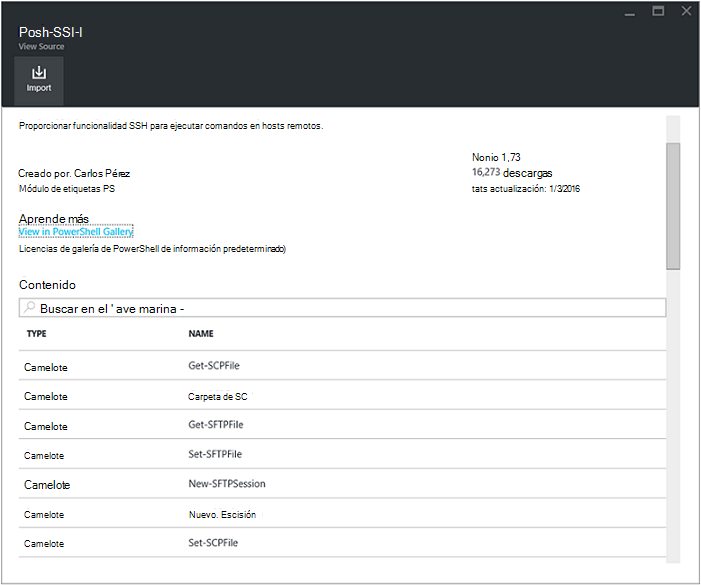 Posh-SSI-I
View Source
Import
Proporcionar funcionalidad SSH para ejecutar comandos en hosts remotos.
Nonio 1,73
Creado por. Carlos Pérez
16,273 descargas
Módulo de etiquetas PS
tats actualización: 1/3/2016
Aprende más
View in PowerShell Gallery
Licencias de galería de PowerShell de información predeterminado)
Contenido
Buscar en el ' ave marina -
TYPE NAME
Camelote Get-SCPFile
Camelote Carpeta de SC
Camelote Get-SFTPFile
Camelote Set-SFTPFile
Camelote New-SFTPSession
Camelote Nuevo. Escisión
Camelote Set-SCPFile